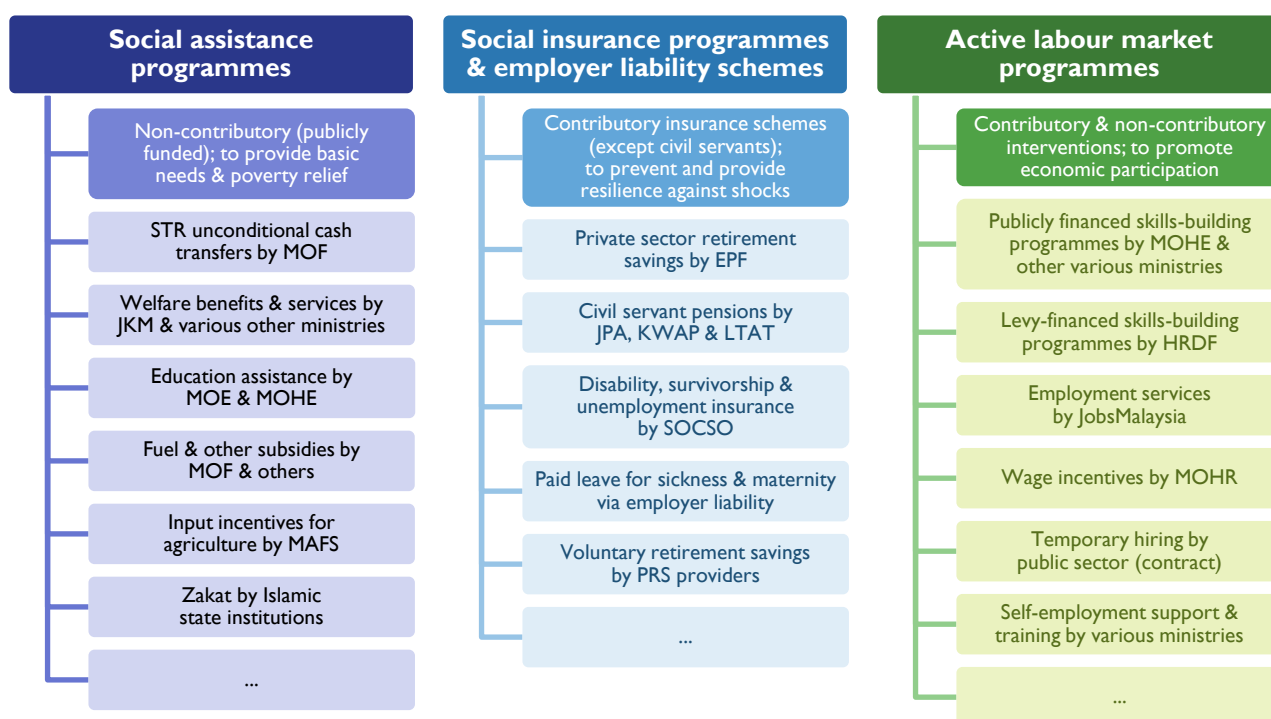 Social assistance
programmes
Non-contributory (publicly
funded); to provide basic
needs & poverty relief
STR unconditional cash
transfers by MOF
Welfare benefits & services by
JKM & various other ministries
Education assistance by
MOE & MOHE
Fuel & other subsidies by
MOF & others
Input incentives for
agriculture by MAFS
Zakat by Islamic
state institutions
...
Social insurance programmes
& employer liability schemes
Contributory insurance schemes
(except civil servants);
to prevent and provide
resilience against shocks
Private sector retirement
savings by EPF
Civil servant pensions by
JPA, KWAP & LTAT
Disability, survivorship &
unemployment insurance
by SOCSO
Paid leave for sickness & maternity
via employer liability
Voluntary retirement savings
by PRS providers
...
Active labour market
programmes
Contributory & non-contributory
interventions; to promote
economic participation
Publicly financed skills-building
programmes by MOHE &
other various ministries
Levy-financed skills-building
programmes by HRDF
Employment services
by JobsMalaysia
Wage incentives by MOHR
Temporary hiring by
public sector (contract)
Self-employment support &
training by various ministries
...